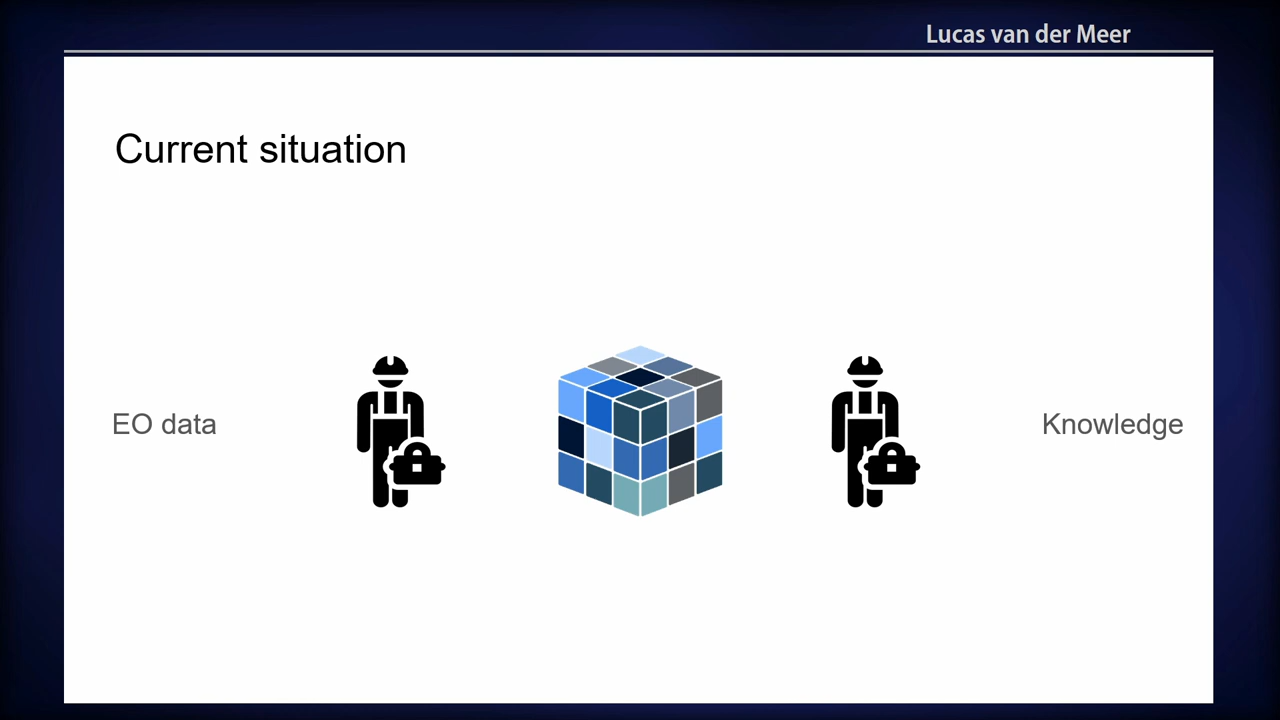 Lucas van der Meer
Current situation
EO data
Knowledge